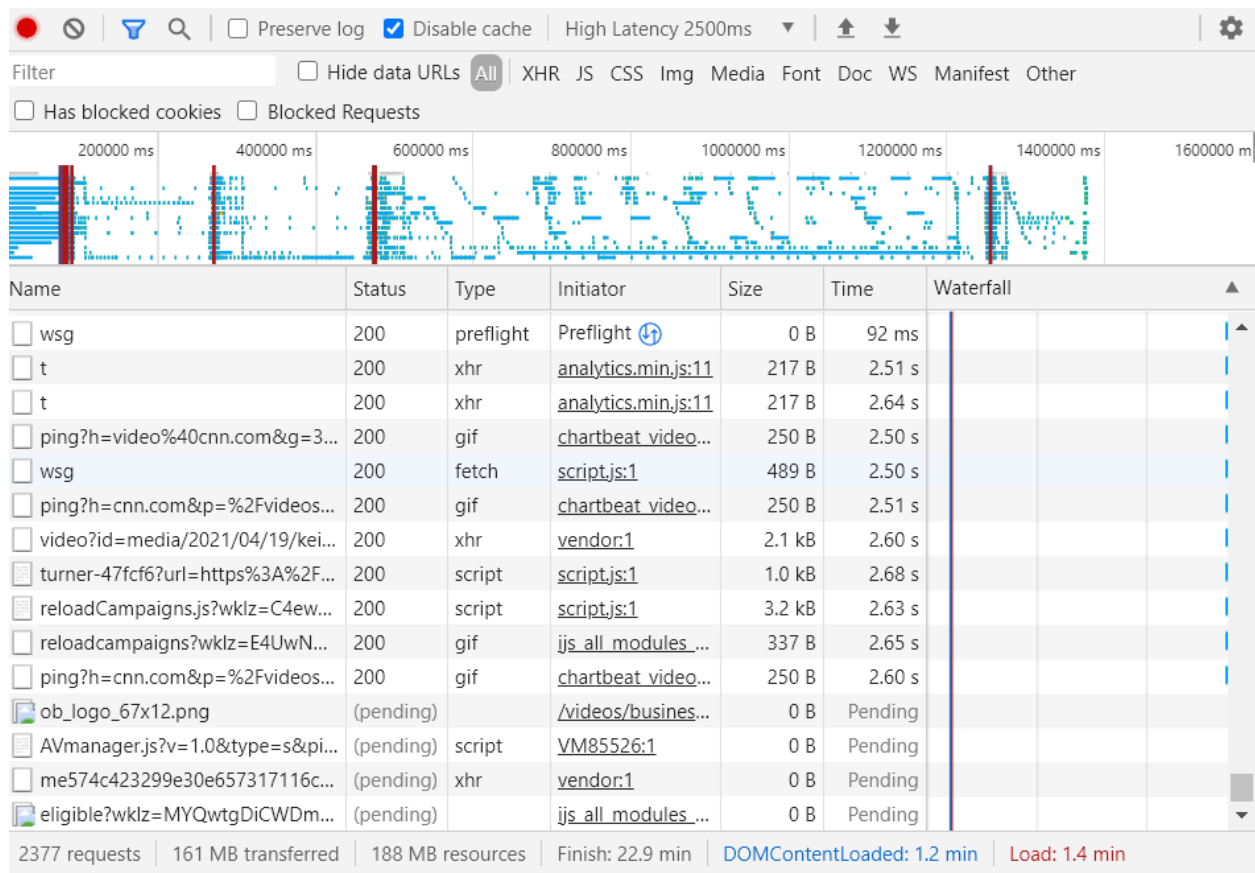 Preserve log Disable cache High Latency 2500ms
Filter Hide data URLs All XHR JS CSS Img Media Font Doc WS Manifest Other
Has blocked cookies Blocked Requests
200000 ms 400000 ms 600000 ms 800000 ms 1000000 ms 1200000 ms 1400000 ms 1600000 m
Name Status Type Initiator Size Time Waterfall
wsg 200 preflight Preflight 0 B 92 ms
t 200 xhr analytics.min.js:11 217 B 2.51 s
t 200 xhr analytics.min.js:11 217 B 2.64 s
ping?h=video%40cnn.com&g=3... 200 gif chartbeat_video... 250 B 2.50 s
wsg 200 fetch script.js:1 489 B 2.50 s
ping?h=cnn.com&p=%2Fvideos... 200 gif chartbeat_video... 250 B 2.51 s
video?id=media/2021/04/19/kei... 200 xhr vendor:1 2.1 kB 2.60 s
turner-47fcf6?url=https%3A%2F... 200 script script.js:1 1.0 kB 2.68 s
reloadCampaigns.js?wklz=C4ew... 200 script script.js:1 3.2 kB 2.63 s
reloadcampaigns?wklz=E4UwN... 200 gif ijs_all_modules_... 337 B 2.65 s
ping?h=cnn.com&p=%2Fvideos... 200 gif chartbeat_video... 250 B 2.60 s
ob_logo_67x12.png (pending) /videos/busines... 0 B Pending
AVmanager.js?v=1.0&type=s&pi... (pending) script VM85526:1 0 B Pending
me574c423299e30e657317116c... (pending) xhr vendor:1 0 B Pending
eligible?wklz=MYQwtgDiCWDm... (pending) ijs_all_modules_... 0 B Pending
2377 requests 161 MB transferred 188 MB resources Finish: 22.9 min DOMContentLoaded: 1.2 min Load: 1.4 min